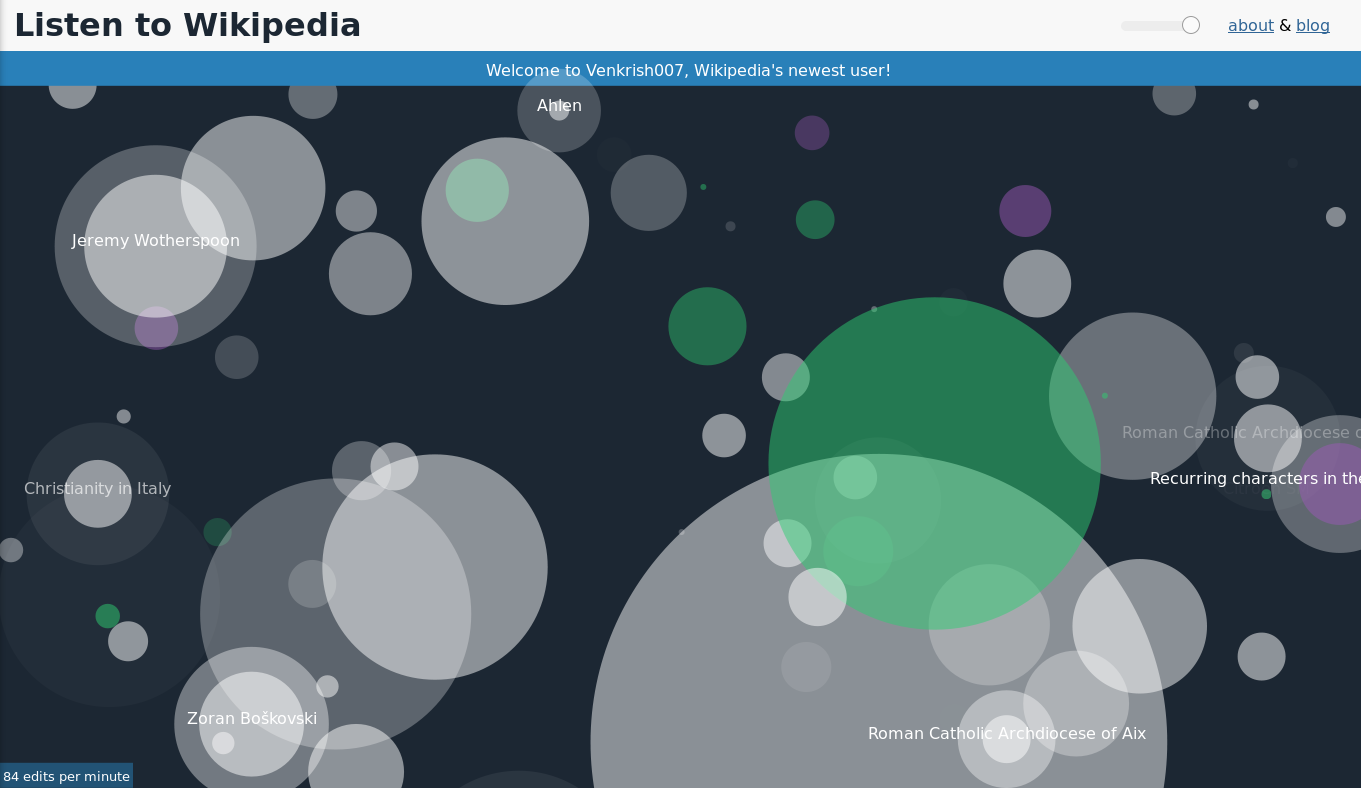 Listen to Wikipedia
about & blog
Welcome to Venkrish007, Wikipedia's newest user!
Ahlen
Jeremy Wotherspoon
Roman Catholic Archdiocese
Recurring characters in the
Christianity in Italy
Zoran Boškovski
Roman Catholic Archdiocese of Aix
84 edits per minute